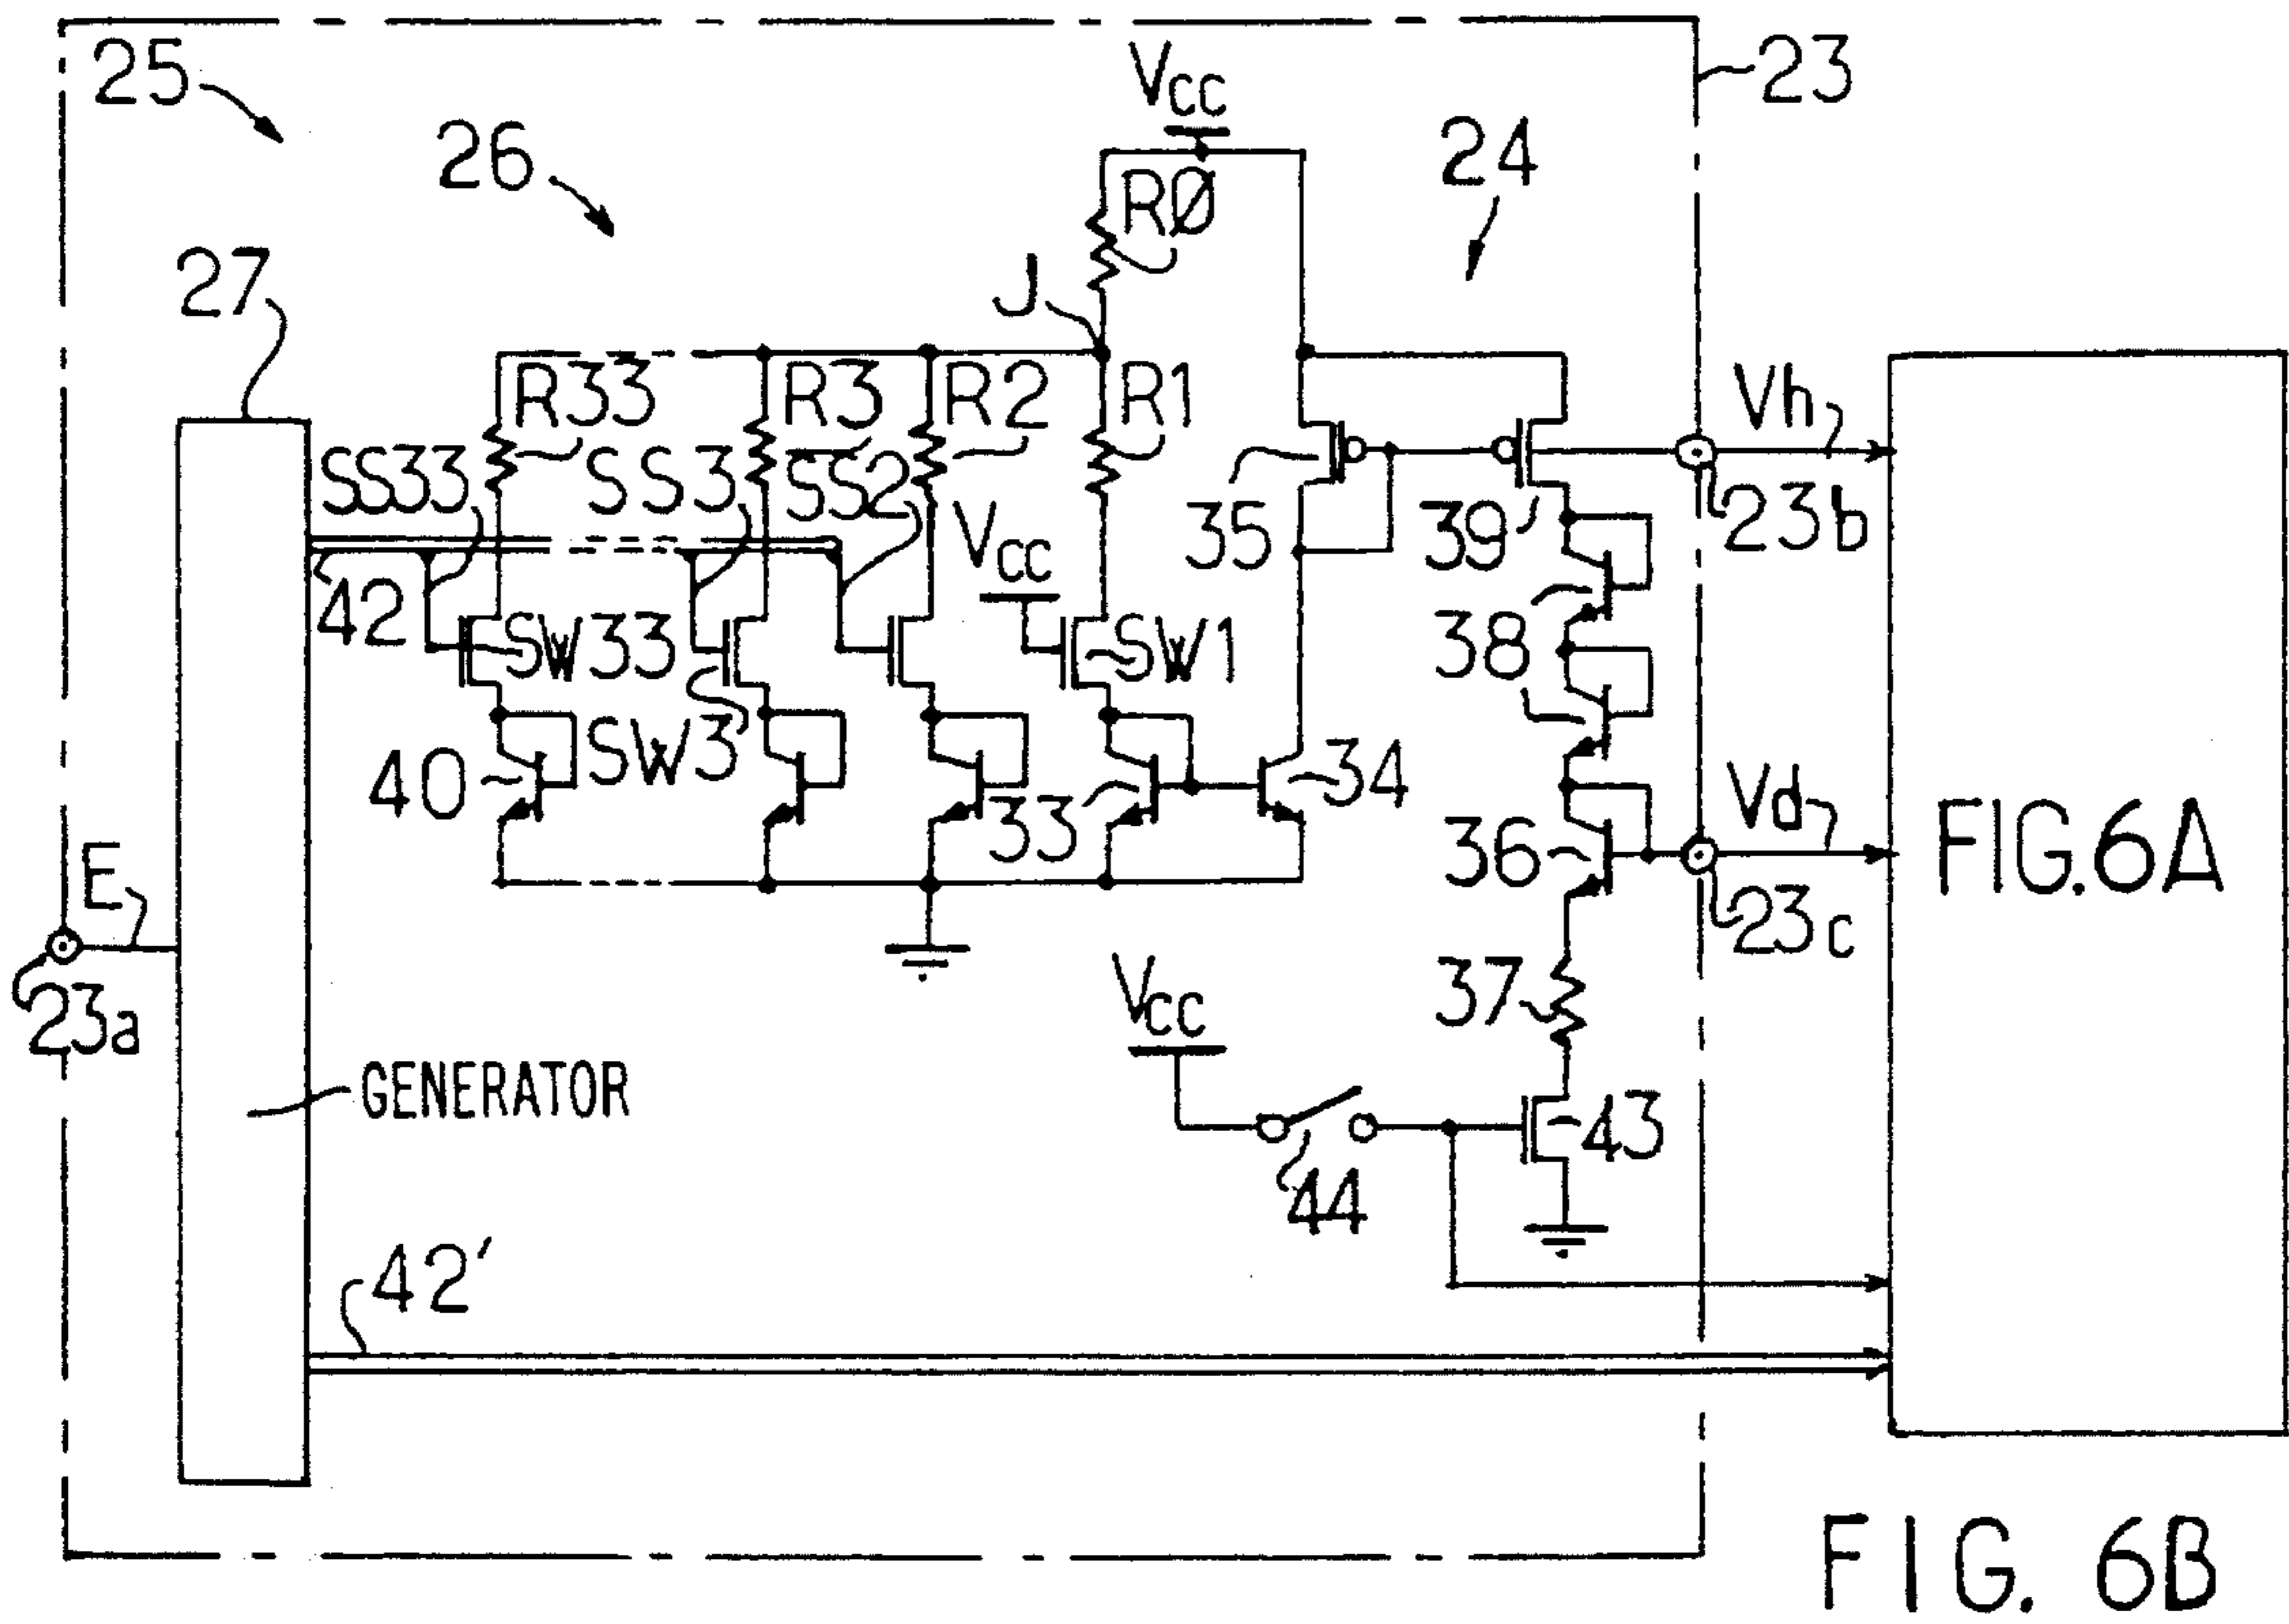 25
26
VCC
23
RØ
24
27
J
R33
R3
R2
R1
Vh
SS33
SS3
SS2
VCC
35
39
23b
42
SW33
SW1
38
40
SW3
33
34
Vd
36
FIG.6A
E
23c
23a
VCC
37
GENERATOR
43
44
42'
FIG. 6B